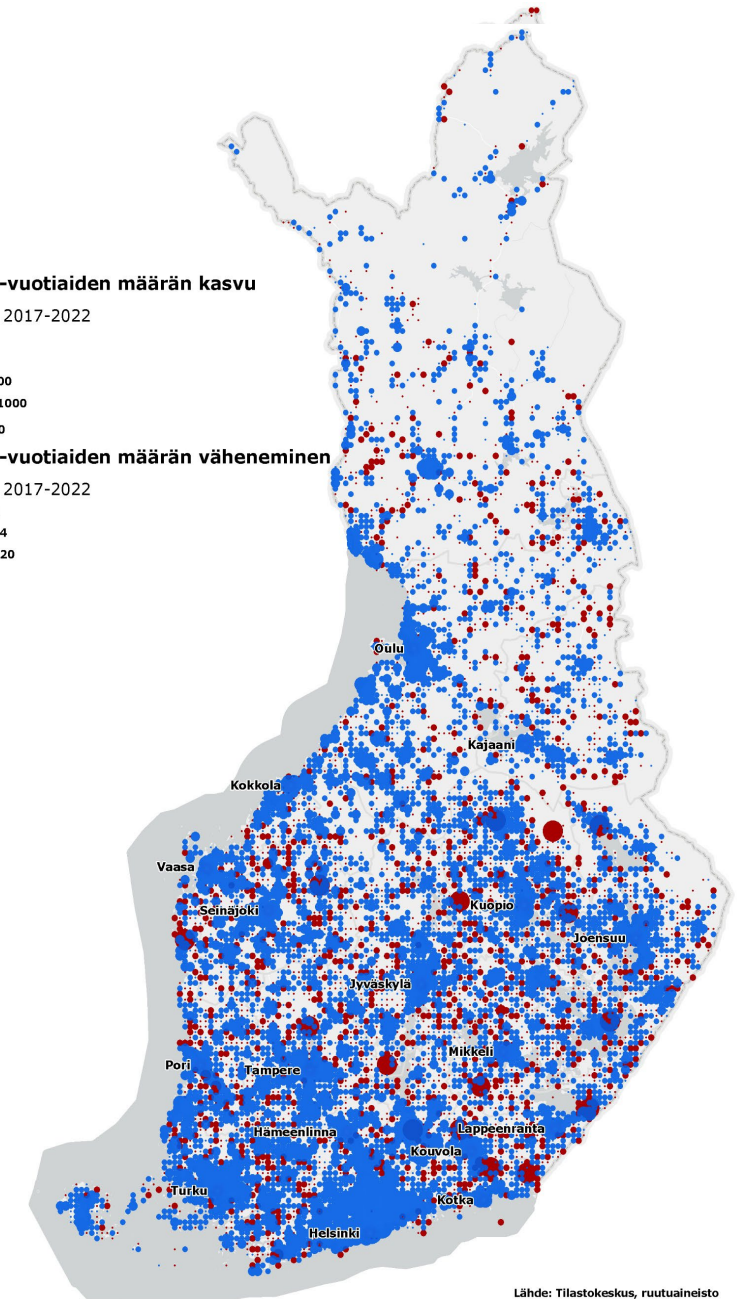 -vuotiaiden määrän kasvu
2017-2022
00
1000
0
-vuotiaiden määrän väheneminen
2017-2022
4
20
Oulu
Kajaani
Kokkola
Vaasa
Seinäjoki
Kuopio
Joensuu
Jyväskylä
Mikkeli
Pori
Tampere
Hämeenlinna
Lappeenranta
Kouvola
Turku
Kotka
Helsinki
Lähde: Tilastokeskus, ruutuaineisto